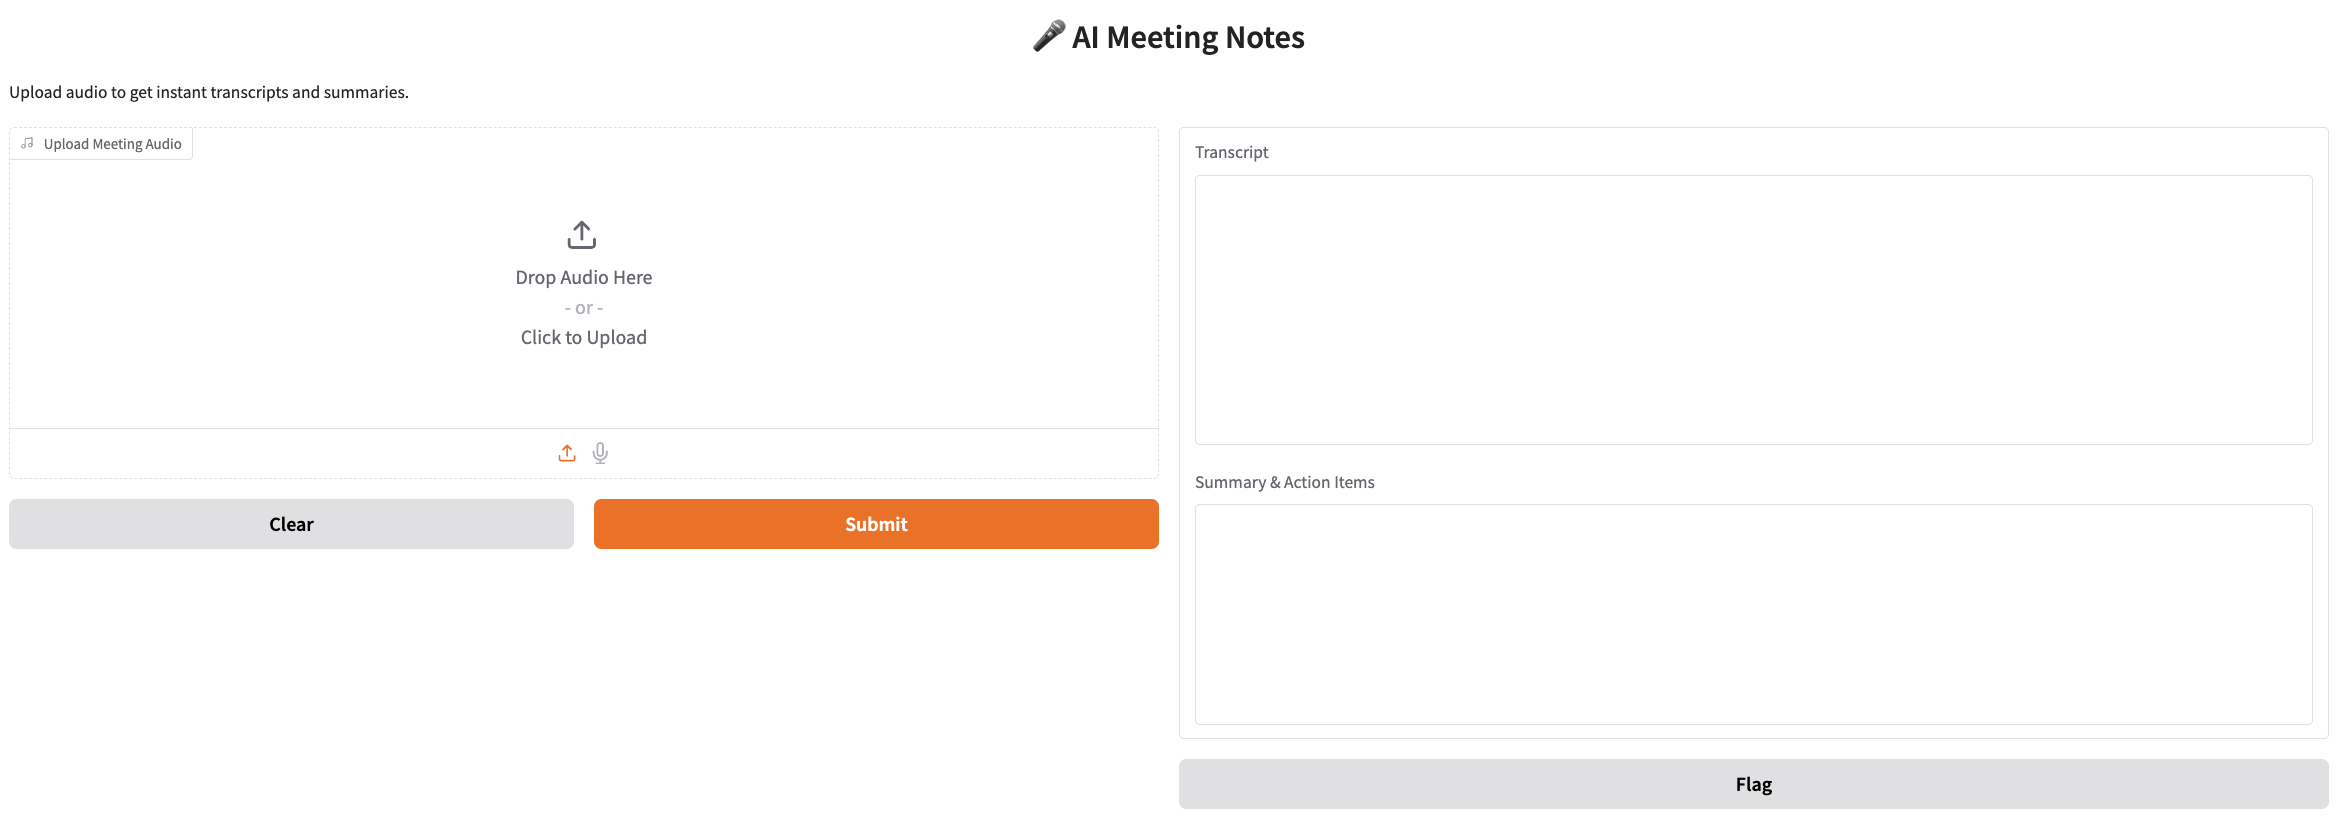 🎤 AI Meeting Notes
Upload audio to get instant transcripts and summaries.
Upload Meeting Audio
Drop Audio Here
- or -
Click to Upload
Clear
Submit
Transcript
Summary & Action Items
Flag